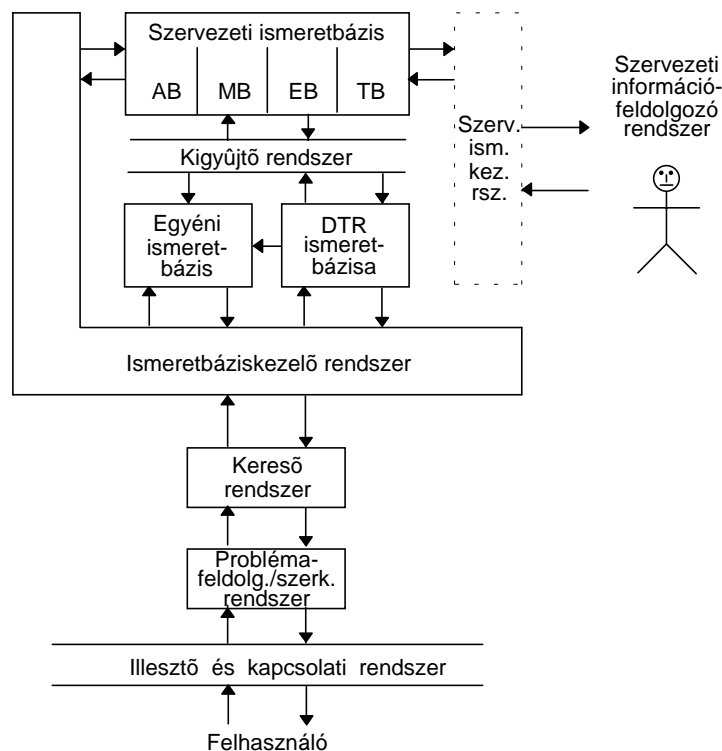 Szervezeti ismeretbázis
AB MB EB TB
Kigyûjtõ rendszer
Egyéni
ismeret-
bázis
DTR
ismeret-
bázisa
Szerv.
ism.
kez.
rsz.
Szervezeti
információ-
feldolgozó
rendszer
Ismeretbáziskezelõ rendszer
Keresõ
rendszer
Probléma-
feldolg./szerk.
rendszer
Illesztõ és kapcsolati rendszer
Felhasználó